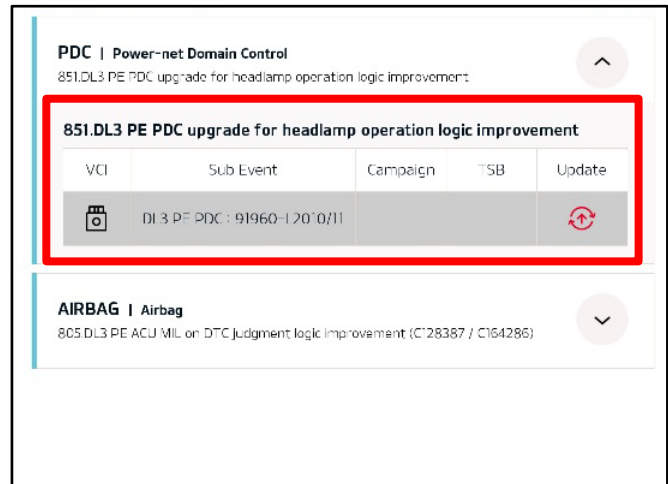 PDC | Power-net Domain Control
851.DL3 PE PDC upgrade for headlamp operation logic improvement
851.DL3 PE PDC upgrade for headlamp operation logic improvement
VCI Sub Event Campaign TSB Update
DL3 PE PDC : 91960-L2010/11
AIRBAG | Airbag
805.DL3 PE ACU MIL on DTC judgment logic improvement (C128387 / C164286)